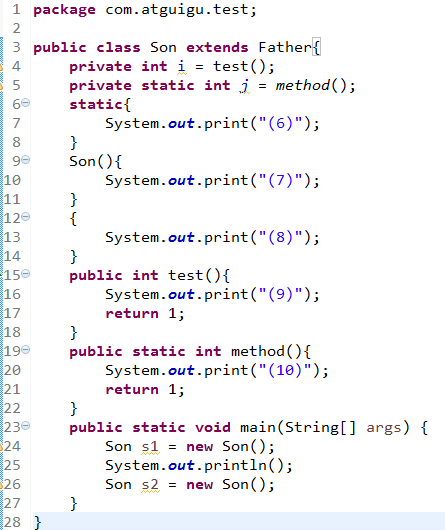 1 package com.atguigu.test;
2
3 public class Son extends Father{
4 private int i = test();
5 private static int j = method();
6 static{
7 System.out.print("(6)");
8 }
9 Son(){
10 System.out.print("(7)");
11 }
12 {
13 System.out.print("(8)");
14 }
15 public int test(){
16 System.out.print("(9)");
17 return 1;
18 }
19 public static int method(){
20 System.out.print("(10)");
21 return 1;
22 }
23 public static void main(String[] args) {
24 Son s1 = new Son();
25 System.out.println();
26 Son s2 = new Son();
27 }
28 }